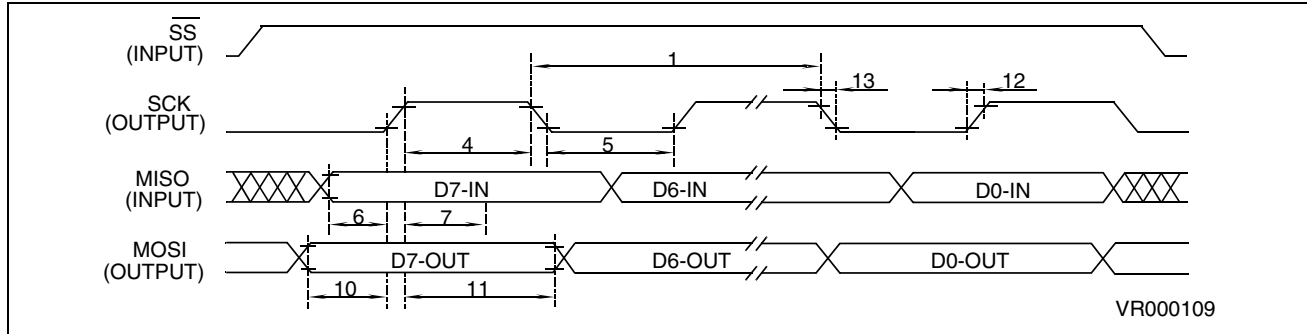 SS
(INPUT)
1
13
12
SCK
(OUTPUT)
4
5
MISO
(INPUT)
D7-IN
D6-IN
D0-IN
6
7
MOSI
(OUTPUT)
D7-OUT
D6-OUT
D0-OUT
10
11
VR000109